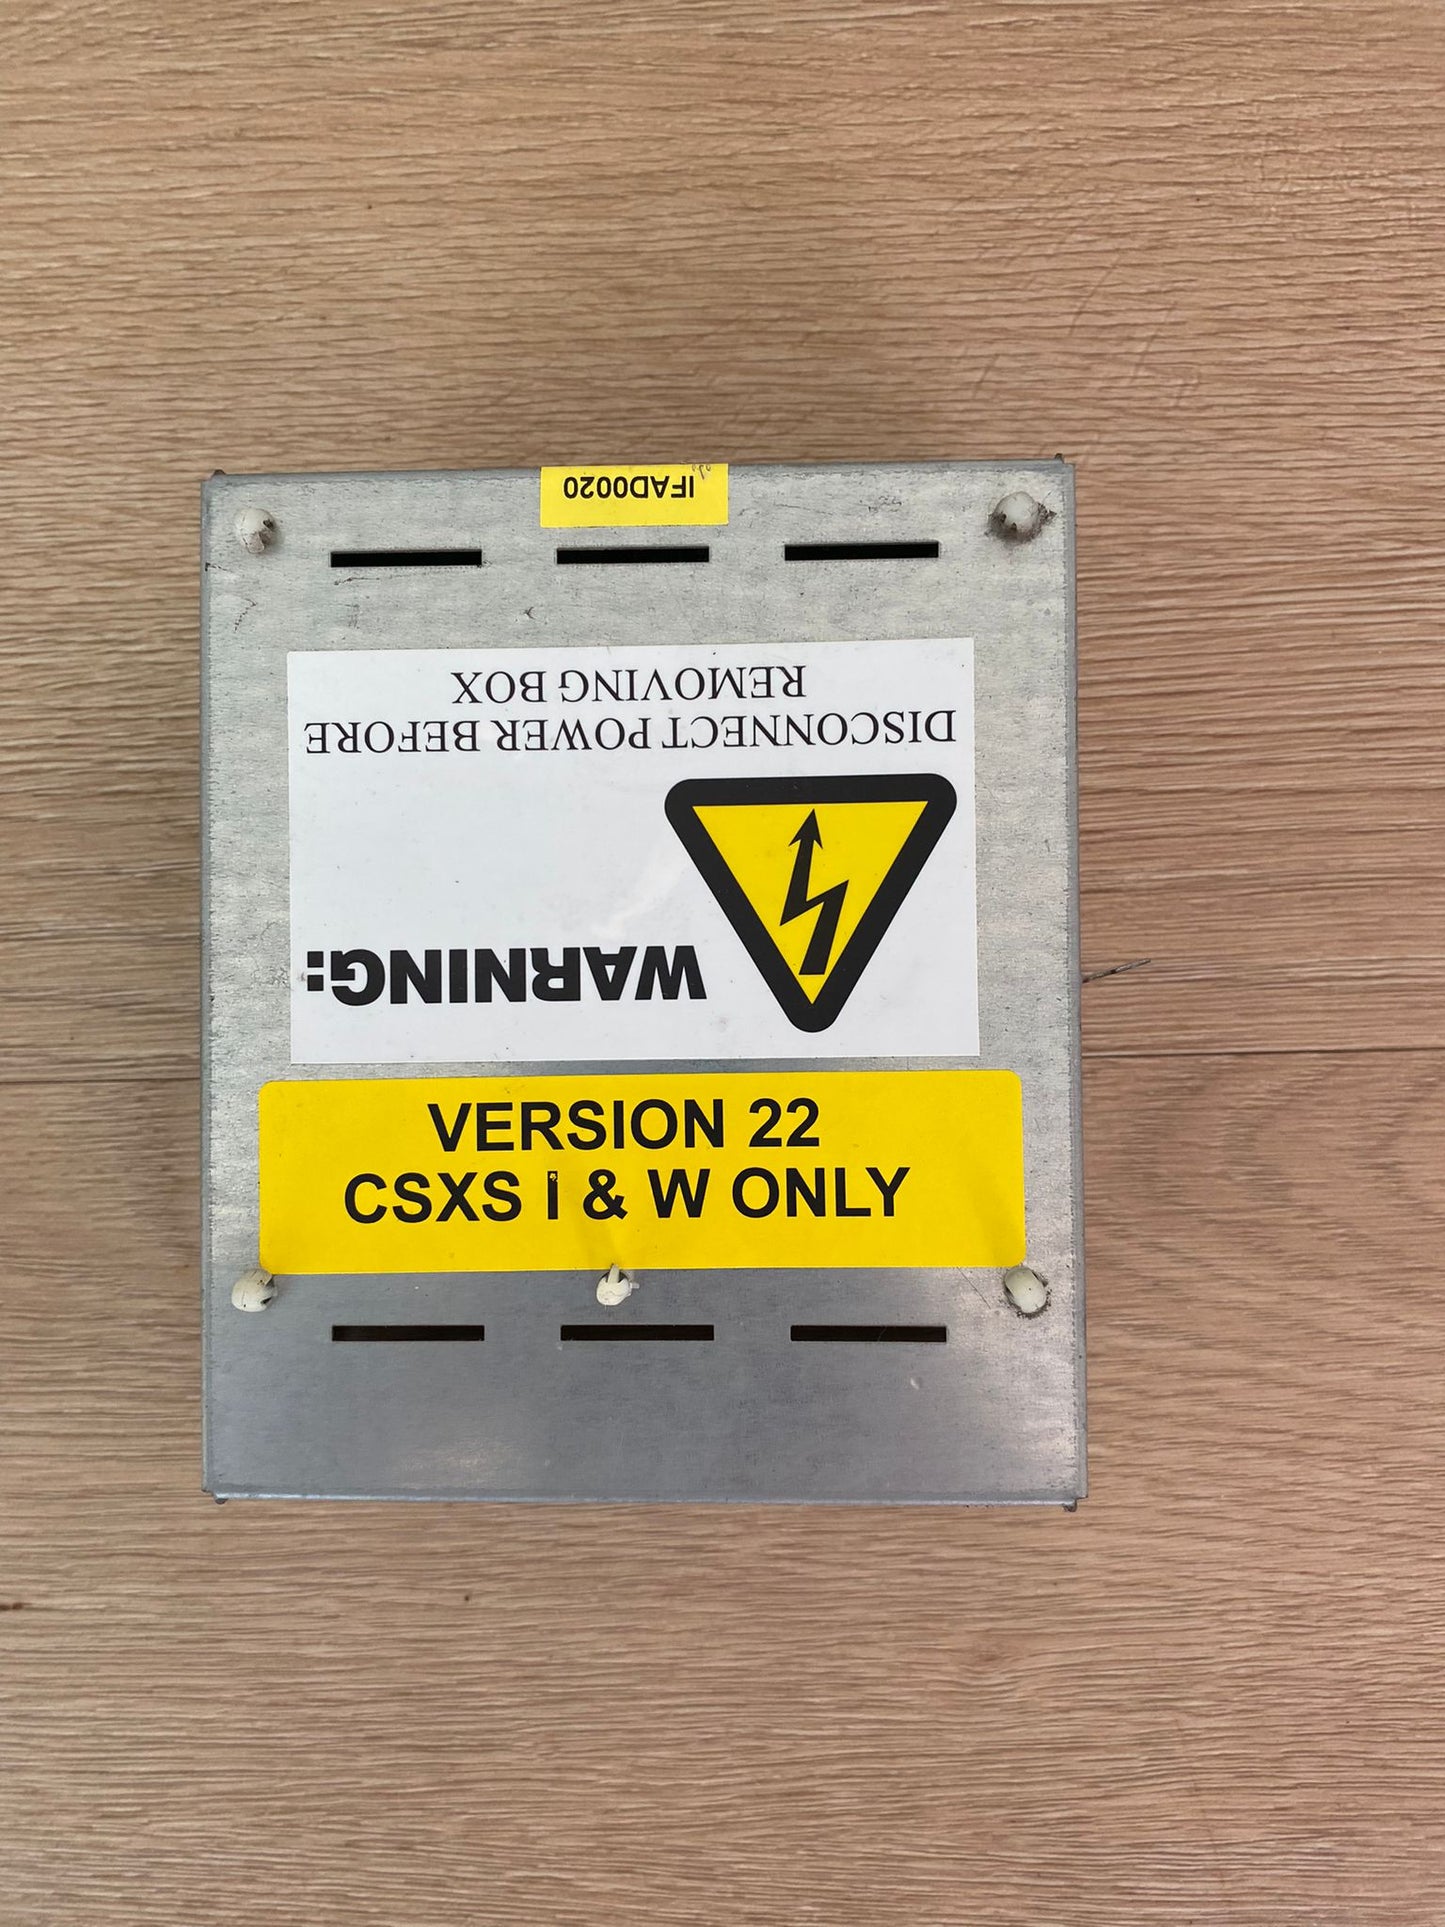 IFAD0020
WARNING:
DISCONNECT POWER BEFORE
REMOVING BOX
VERSION 22
CSXS I & W ONLY